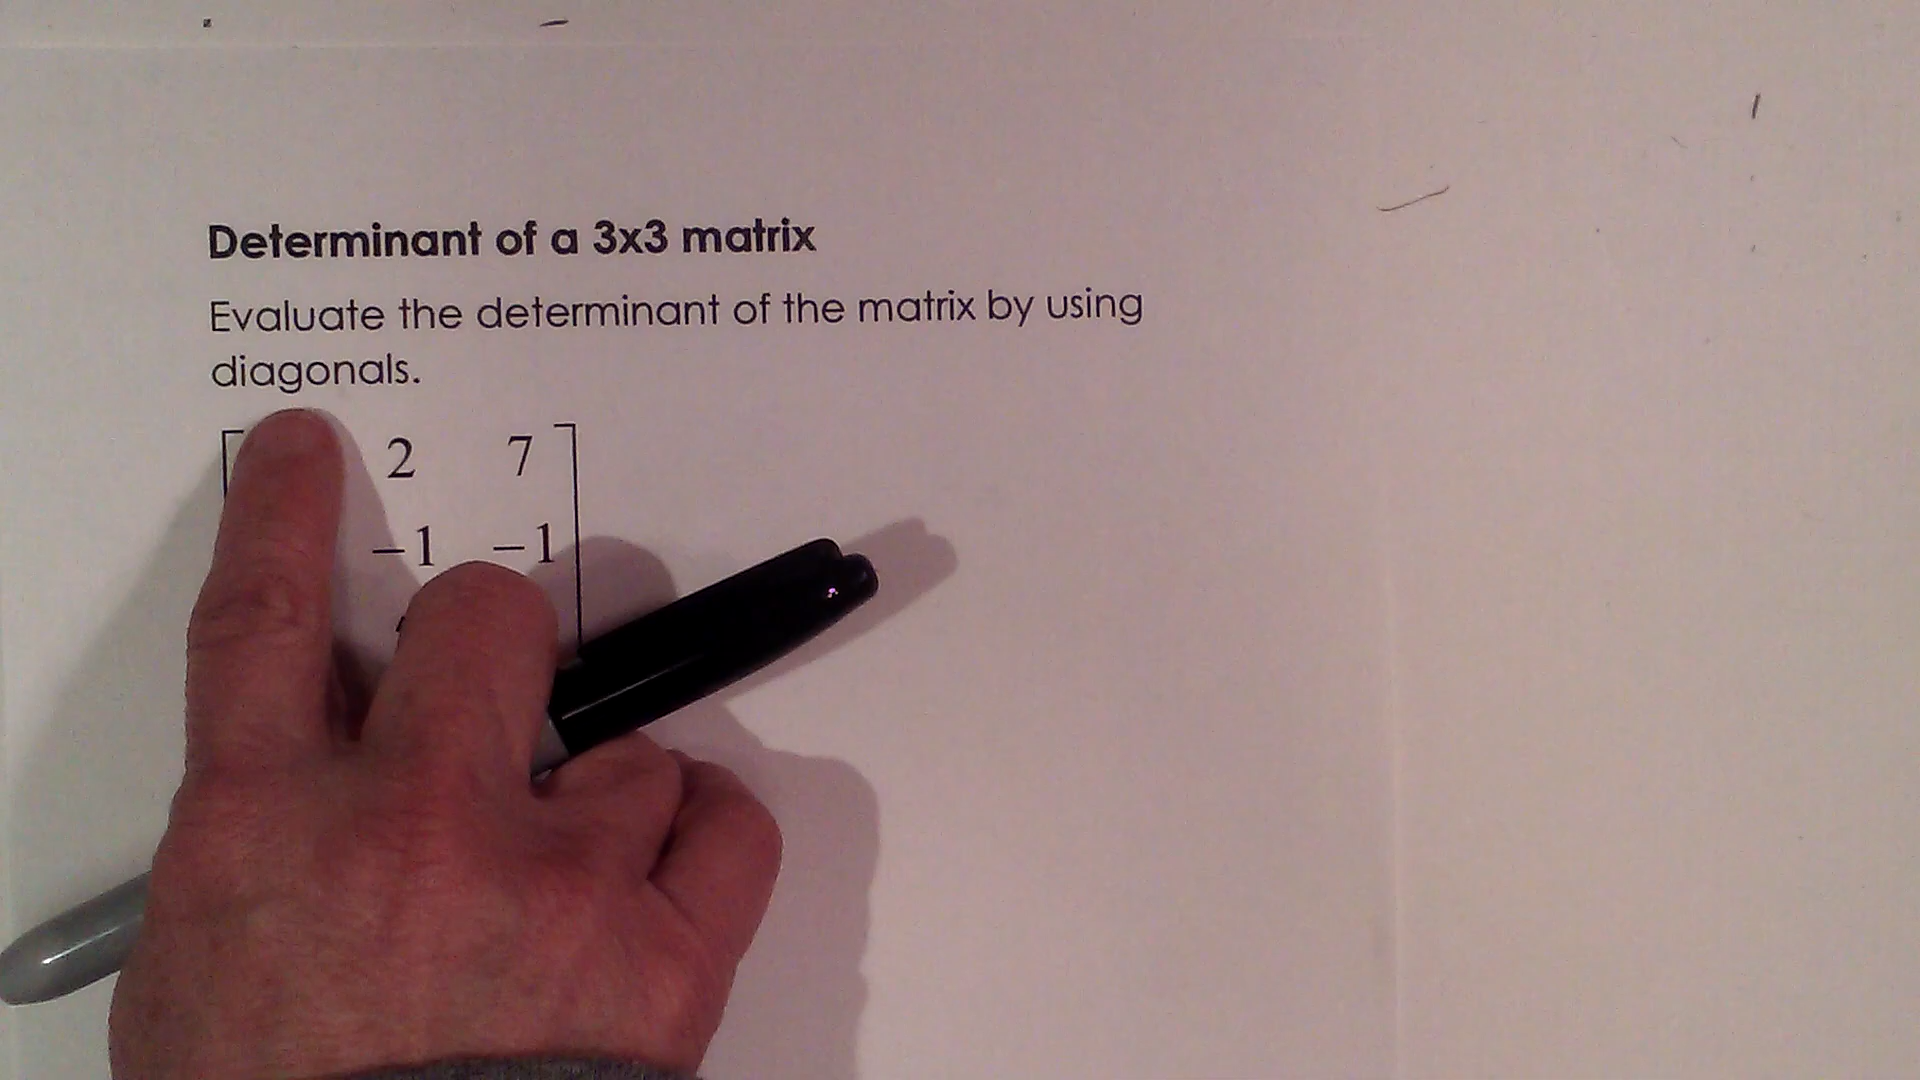 Determinant of a 3x3 matrix
Evaluate the determinant of the matrix by using
diagonals.
2 7
−1 −1